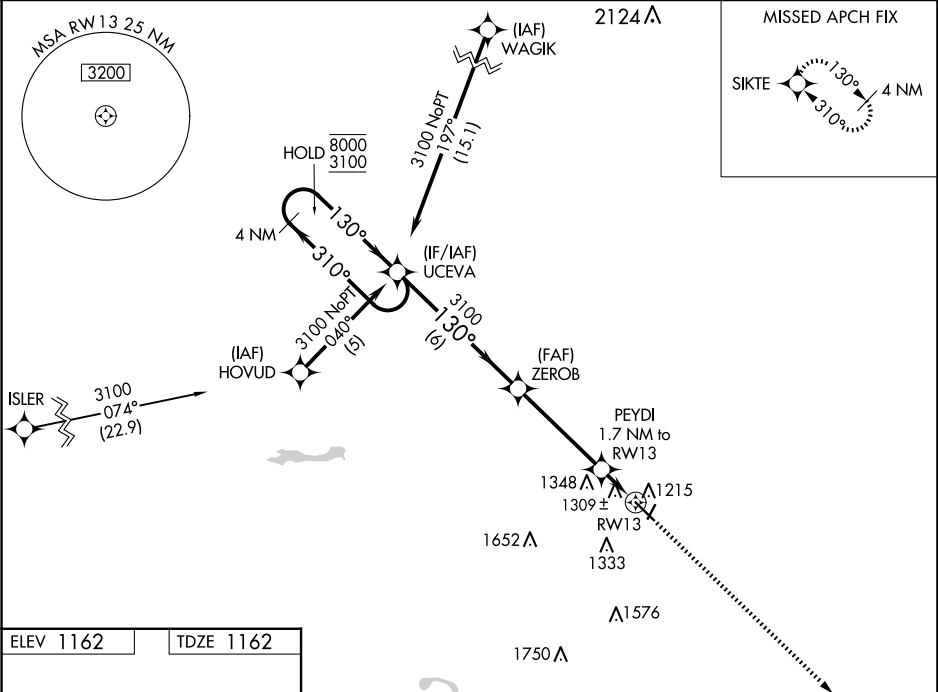 MSA RW13 25 NM
3200
(IAF)
WAGIK
2124
MISSED APCH FIX
SIKTE
130°
310°
4 NM
3100 NoPT
197°
(15.1)
HOLD 8000
3100
4 NM
130°
310°
(IF/IAF)
UCEVA
3100 NoPT
040°
(5)
3100
130°
(6)
(IAF)
HOVUD
(FAF)
ZEROB
ISLER
3100
074°
(22.9)
PEYDI
1.7 NM to
RW13
1348
1309 ±
1215
RW13
1652
1333
1576
1750
ELEV 1162
TDZE 1162